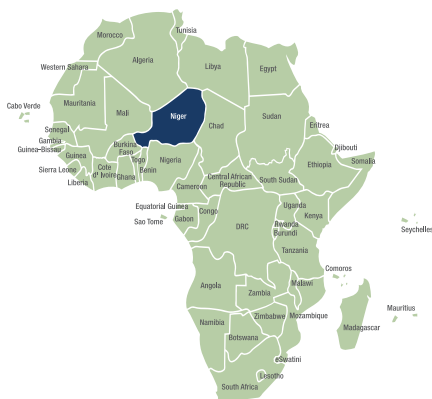 Tunisia
Morocco
Algeria
Libya
Egypt
Western Sahara
Cabo Verde
Mauritania
Mali
Niger
Chad
Sudan
Eritrea
Senegal
Gambia
Guinea-Bissau
Guinea
Sierra Leone
Liberia
Cote
d' Ivoire
Burkina
Faso
Ghana
Togo
Benin
Nigeria
Cameroon
Central African
Republic
South Sudan
Ethiopia
Djibouti
Somalia
Equatorial Guinea
Sao Tome
Gabon
Congo
DRC
Uganda
Kenya
Rwanda
Burundi
Tanzania
Seychelles
Comoros
Angola
Zambia
Malawi
Mozambique
Zimbabwe
Namibia
Botswana
Madagascar
Mauritius
eSwatini
Lesotho
South Africa